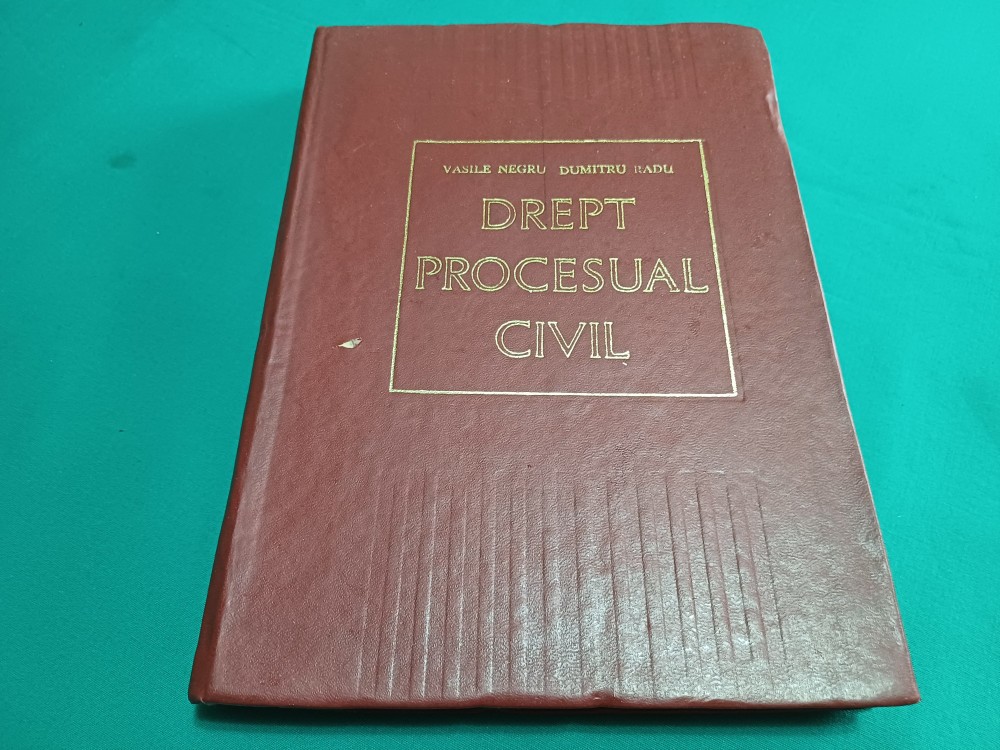 VASILE NEGRU DUMITRU RADU
DREPT
PROCESUAL
CIVIL